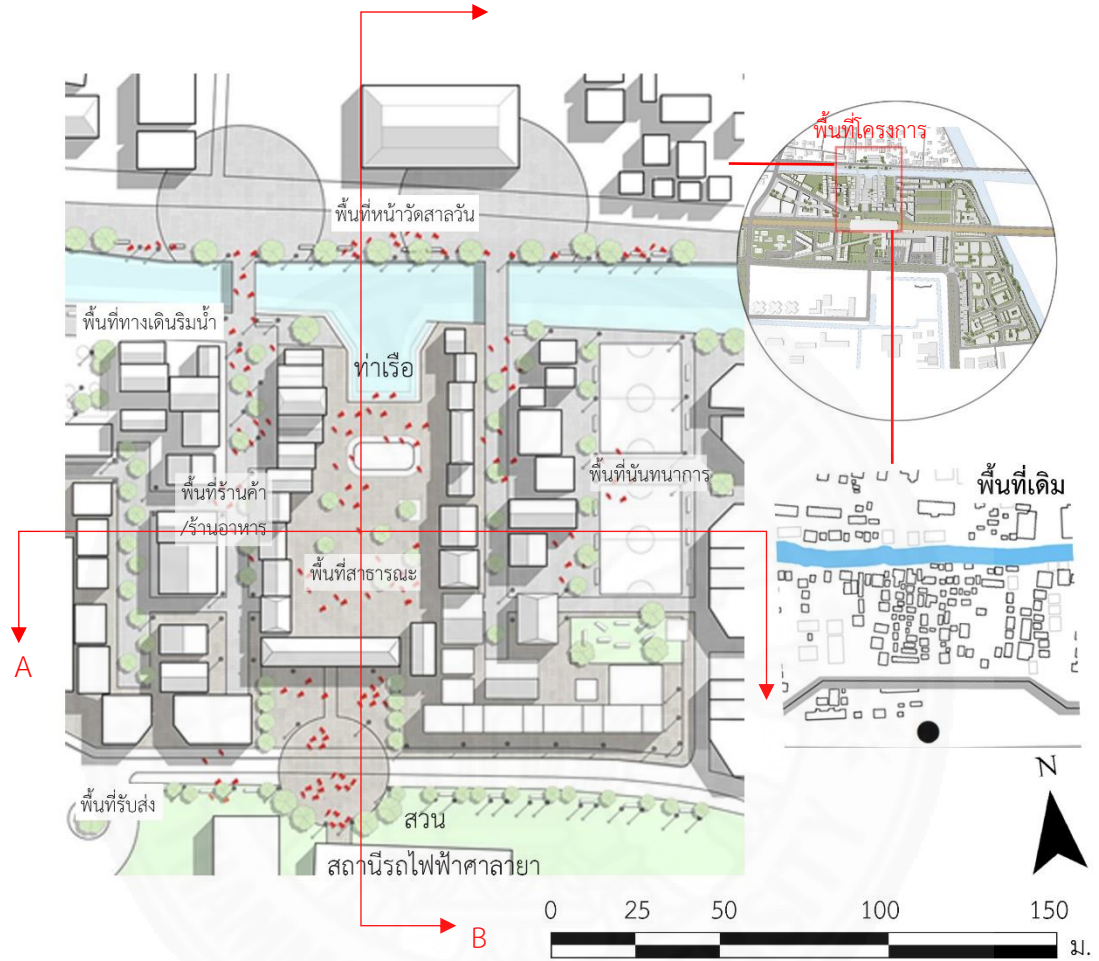 พื้นที่โครงการ
พื้นที่หน้าวัดสาลวัน
พื้นที่ทางเดินริมน้ำ
ท่าเรือ
พื้นที่นันทนาการ
พื้นที่เดิม
พื้นที่ร้านค้า
/ร้านอาหาร
พื้นที่สาธารณะ
A
N
พื้นที่รับส่ง
สวน
สถานีรถไฟฟ้าศาลายา
B
0 25 50 100 150
ม.